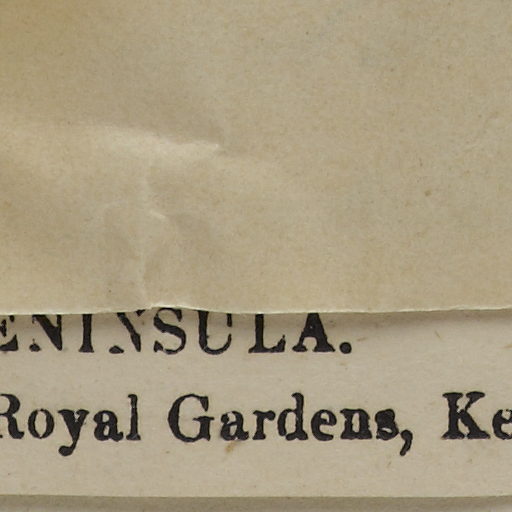 ENINSULA.
Royal Gardens, Ke